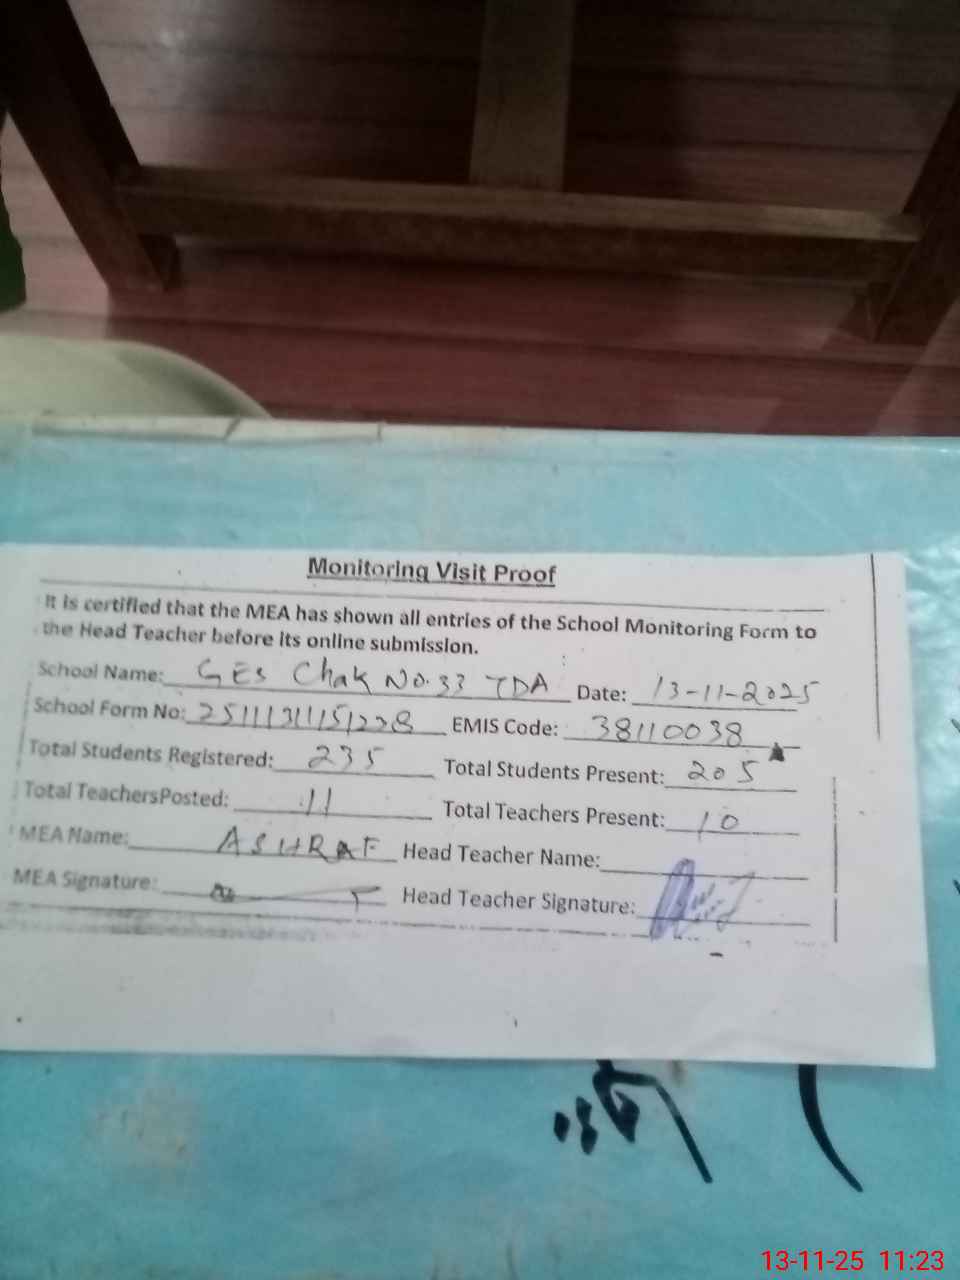 Monitoring Visit Proof
It is certified that the MEA has shown all entries of the School Monitoring Form to
the Head Teacher before its online submission.
School Name: GES Chak No.33 TDA Date: 13-11-2025
School Form No: EMIS Code: 38110038
Total Students Registered: 235 Total Students Present: 205
Total TeachersPosted: 11 Total Teachers Present: 10
MEA Name: ASHRAF Head Teacher Name:
MEA Signature: Head Teacher Signature:
13-11-25 11:23